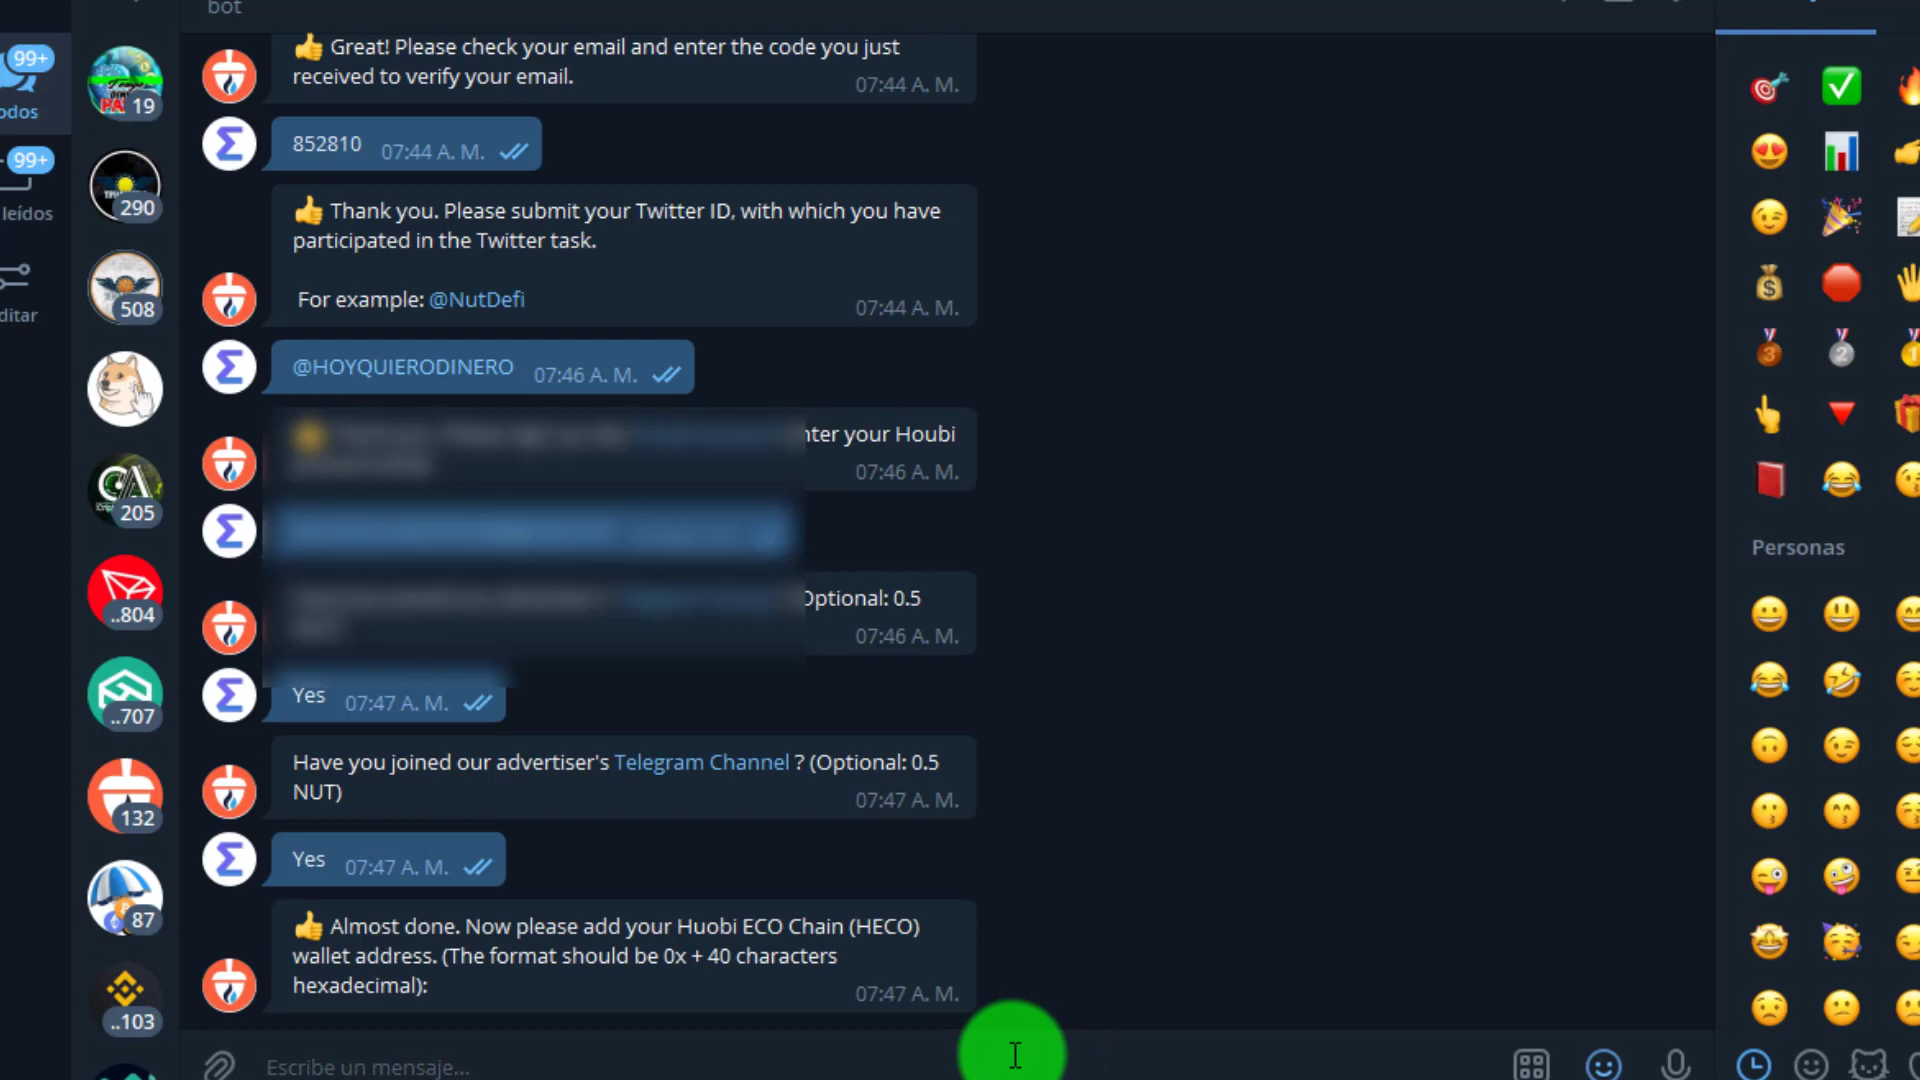 bot
99+
odos
99+
leídos
ditar
19
290
508
205
..804
..707
132
87
..103
👍 Great! Please check your email and enter the code you just
received to verify your email.
07:44 A. M.
852810 07:44 A. M.
👍 Thank you. Please submit your Twitter ID, with which you have
participated in the Twitter task.
For example: @NutDefi
07:44 A. M.
@HOYQUIERODINERO 07:46 A. M.
nter your Houbi
07:46 A. M.
Optional: 0.5
07:46 A. M.
Yes 07:47 A. M.
Have you joined our advertiser's Telegram Channel ? (Optional: 0.5
NUT)
07:47 A. M.
Yes 07:47 A. M.
👍 Almost done. Now please add your Huobi ECO Chain (HECO)
wallet address. (The format should be 0x + 40 characters
hexadecimal):
07:47 A. M.
Escribe un mensaje...
Personas